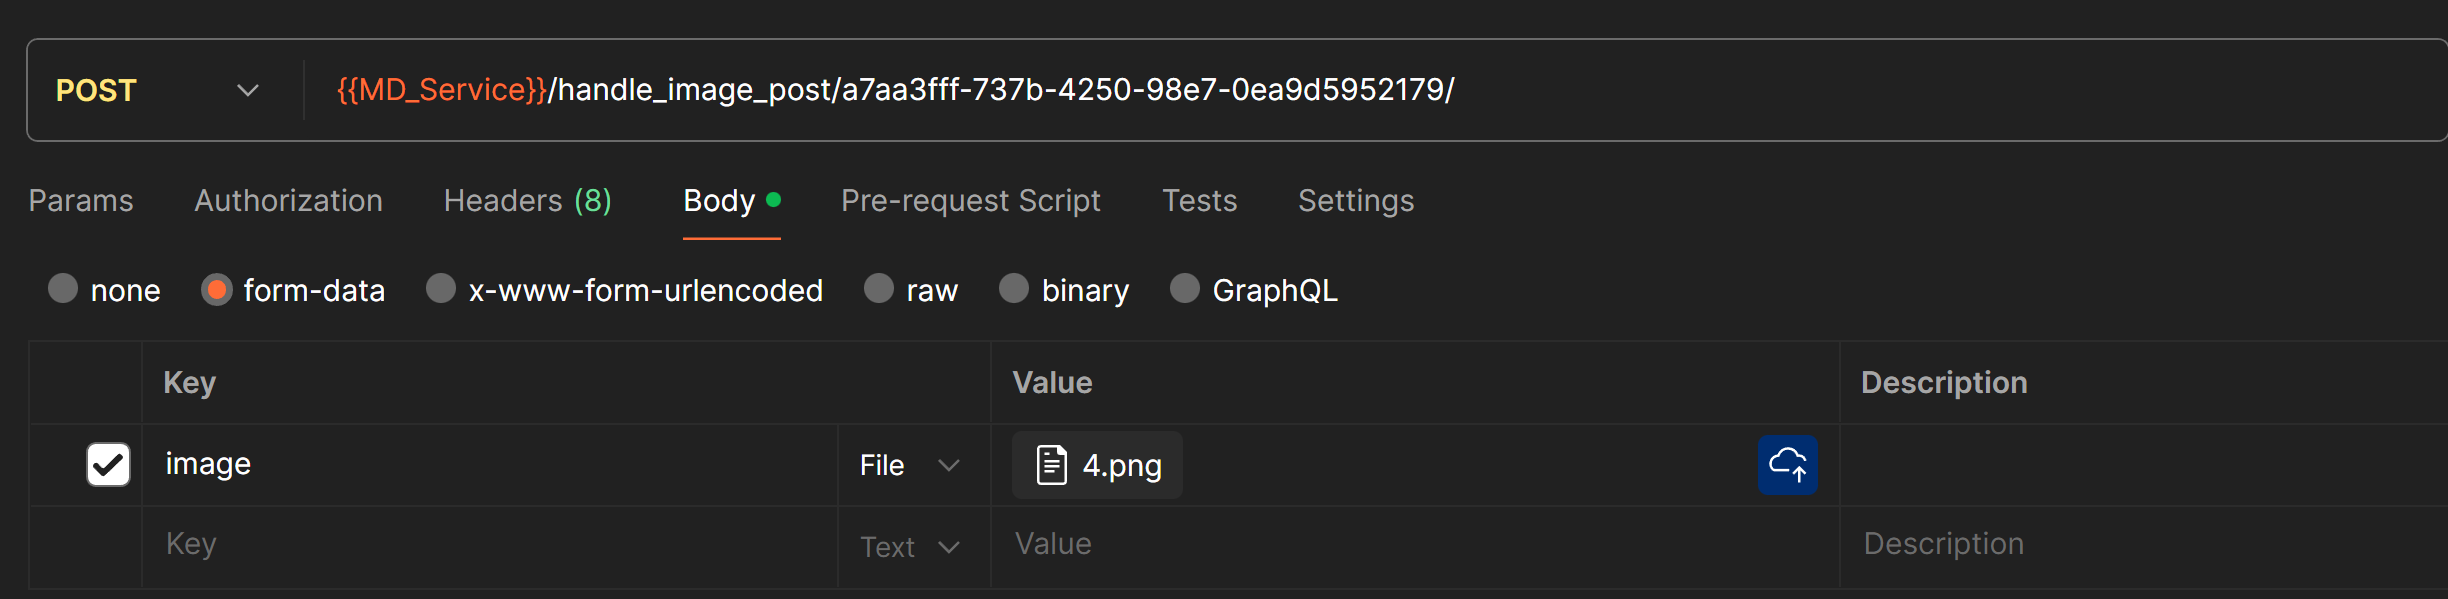 POST {{MD_Service}}/handle_image_post/a7aa3fff-737b-4250-98e7-0ea9d5952179/
Params Authorization Headers (8) Body Pre-request Script Tests Settings
none form-data x-www-form-urlencoded raw binary GraphQL
Key Value Description
image File 4.png
Key Text Value Description